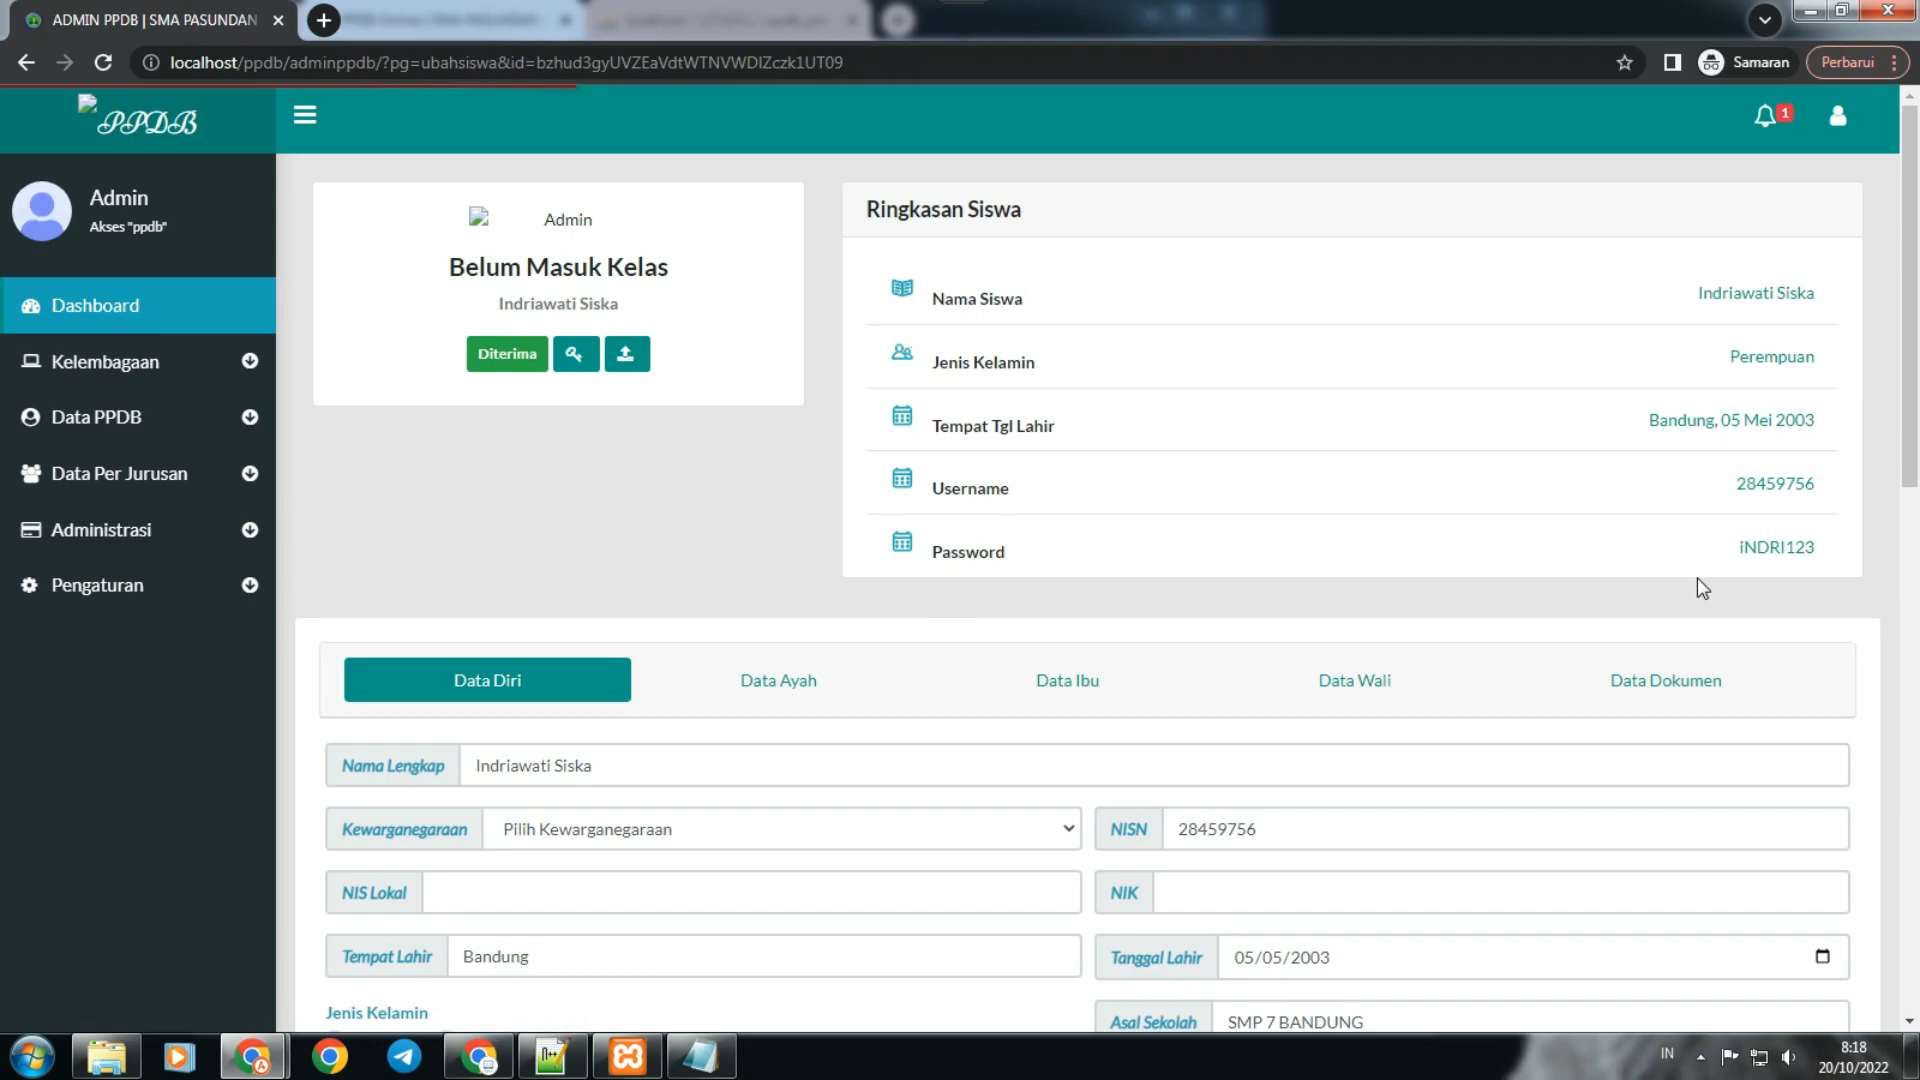 ADMIN PPDB | SMA PASUNDAN
localhost/ppdb/adminppdb/?pg=ubahsiswa&id=bzhud3gyUVZEaVdtWTNVWDlZczk1UT09
Samaran
Perbarui
PPDB
1
Admin
Akses "ppdb"
Dashboard
Kelembagaan
Data PPDB
Data Per Jurusan
Administrasi
Pengaturan
Admin
Belum Masuk Kelas
Indriawati Siska
Diterima
Ringkasan Siswa
Nama Siswa Indriawati Siska
Jenis Kelamin Perempuan
Tempat Tgl Lahir Bandung, 05 Mei 2003
Username 28459756
Password iNDRI123
Data Diri Data Ayah Data Ibu Data Wali Data Dokumen
Nama Lengkap Indriawati Siska
Kewarganegaraan Pilih Kewarganegaraan NISN 28459756
NIS Lokal NIK
Tempat Lahir Bandung Tanggal Lahir 05/05/2003
Jenis Kelamin Asal Sekolah SMP 7 BANDUNG
IN 8:18
20/10/2022